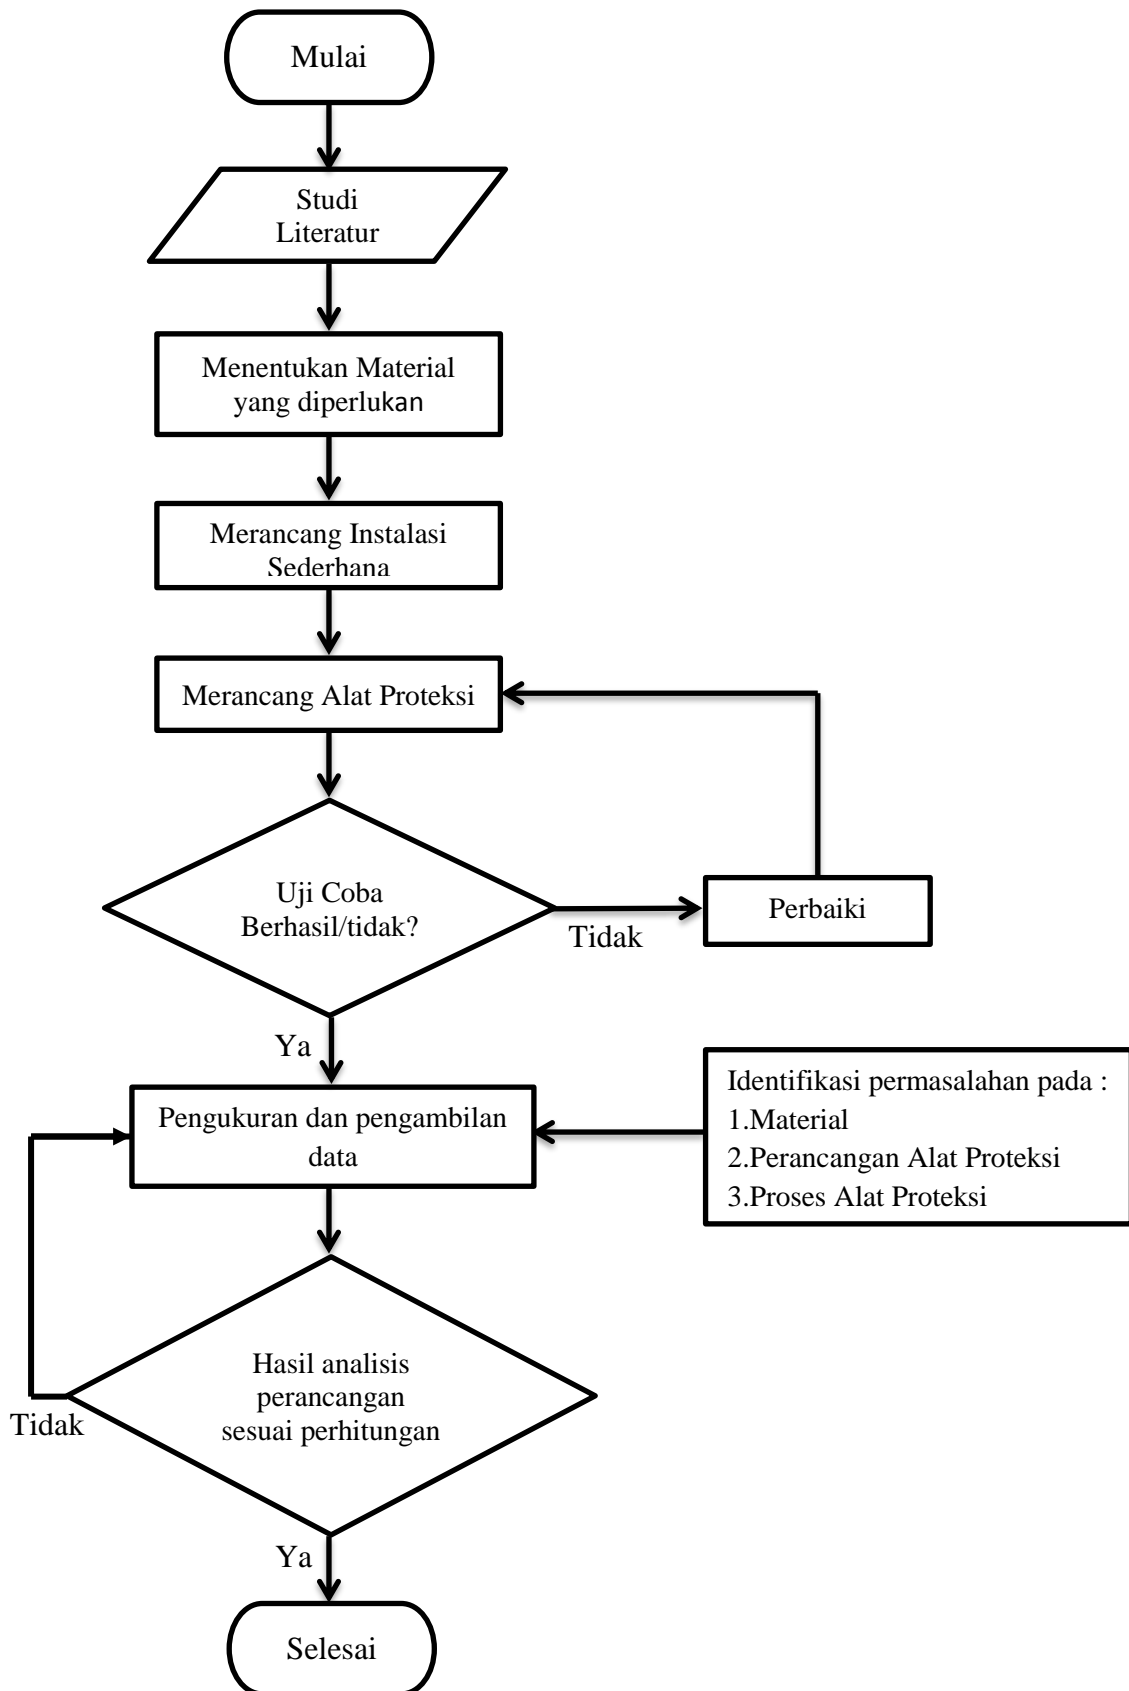 Mulai
Studi
Literatur
Menentukan Material
yang diperlukan
Merancang Instalasi
Sederhana
Merancang Alat Proteksi
Uji Coba
Berhasil/tidak?
Tidak
Perbaiki
Ya
Pengukuran dan pengambilan
data
Identifikasi permasalahan pada :
1.Material
2.Perancangan Alat Proteksi
3.Proses Alat Proteksi
Hasil analisis
perancangan
sesuai perhitungan
Tidak
Ya
Selesai